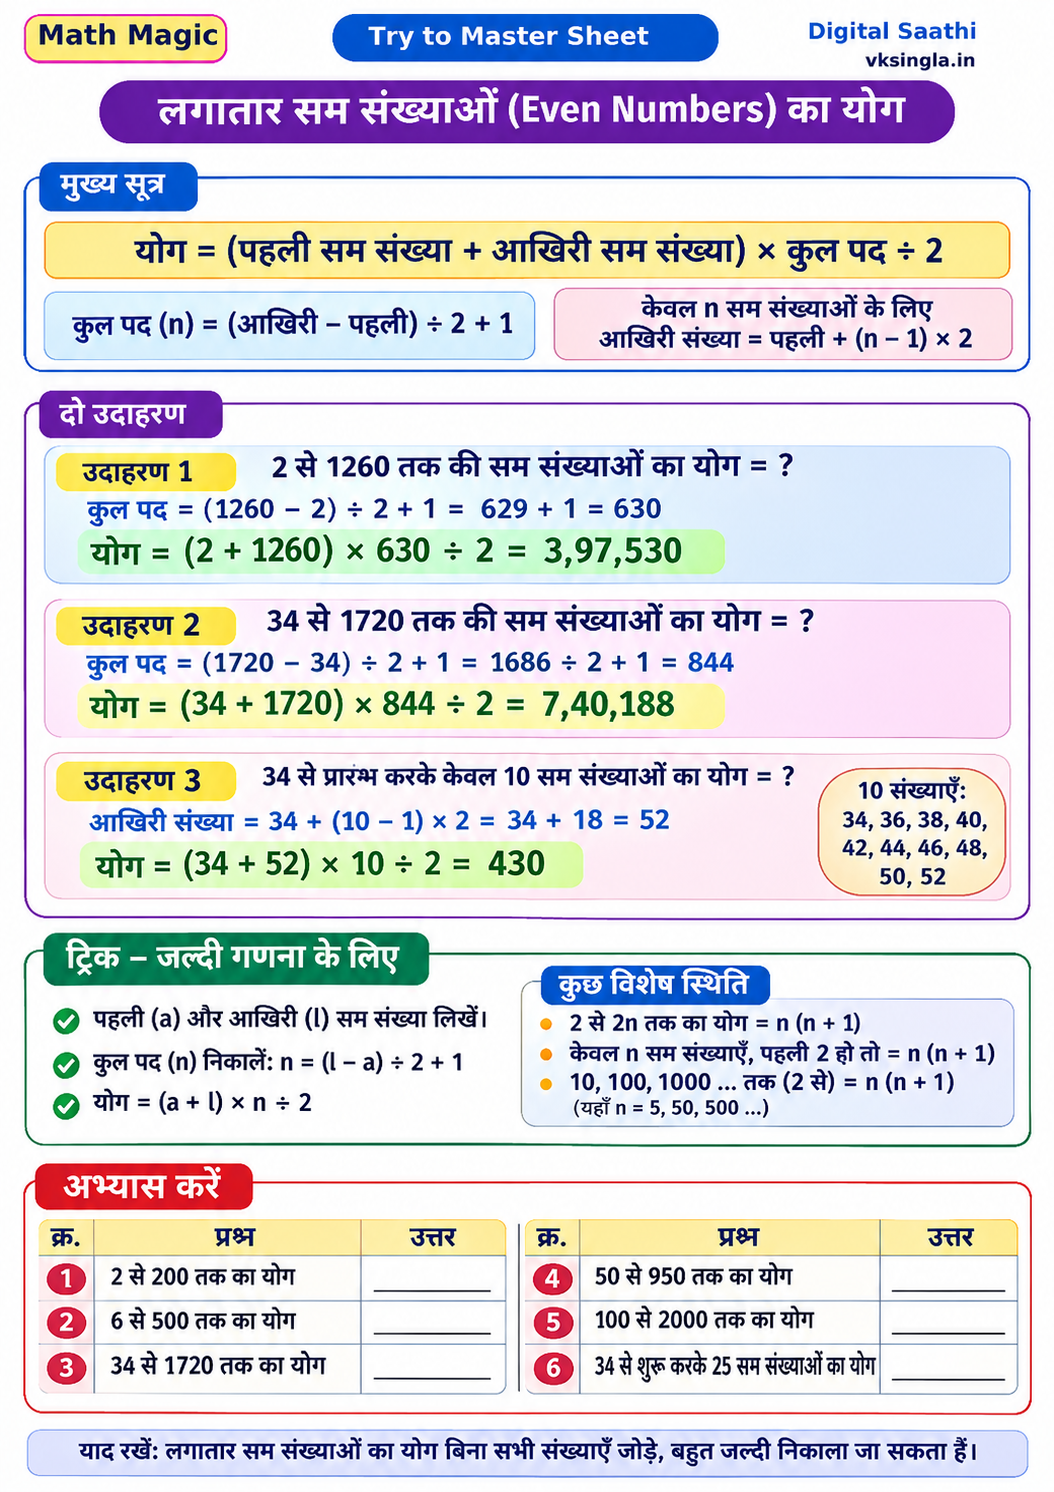 Math Magic
Try to Master Sheet
Digital Saathi
vksingla.in
लगातार सम संख्याओं (Even Numbers) का योग
मुख्य सूत्र
योग = (पहली सम संख्या + आखिरी सम संख्या) × कुल पद ÷ 2
कुल पद (n) = (आखिरी – पहली) ÷ 2 + 1
केवल n सम संख्याओं के लिए
आखिरी संख्या = पहली + (n – 1) × 2
दो उदाहरण
उदाहरण 1
2 से 1260 तक की सम संख्याओं का योग = ?
कुल पद = (1260 – 2) ÷ 2 + 1 = 629 + 1 = 630
योग = (2 + 1260) × 630 ÷ 2 = 3,97,530
उदाहरण 2
34 से 1720 तक की सम संख्याओं का योग = ?
कुल पद = (1720 – 34) ÷ 2 + 1 = 1686 ÷ 2 + 1 = 844
योग = (34 + 1720) × 844 ÷ 2 = 7,40,188
उदाहरण 3
34 से प्रारंभ करके केवल 10 सम संख्याओं का योग = ?
आखिरी संख्या = 34 + (10 – 1) × 2 = 34 + 18 = 52
योग = (34 + 52) × 10 ÷ 2 = 430
10 संख्याएँ:
34, 36, 38, 40,
42, 44, 46, 48,
50, 52
ट्रिक – जल्दी गणना के लिए
पहली (a) और आखिरी (l) सम संख्या लिखें।
कुल पद (n) निकालें: n = (l – a) ÷ 2 + 1
योग = (a + l) × n ÷ 2
कुछ विशेष स्थिति
2 से 2n तक का योग = n (n + 1)
केवल n सम संख्याएँ, पहली 2 हो तो = n (n + 1)
10, 100, 1000 ... तक (2 से) = n (n + 1)
(यहाँ n = 5, 50, 500 ...)
अभ्यास करें
क्र. प्रश्न उत्तर
1 2 से 200 तक का योग
2 6 से 500 तक का योग
3 34 से 1720 तक का योग
क्र. प्रश्न उत्तर
4 50 से 950 तक का योग
5 100 से 2000 तक का योग
6 34 से शुरू करके 25 सम संख्याओं का योग
याद रखें: लगातार सम संख्याओं का योग बिना सभी संख्याएँ जोड़े, बहुत जल्दी निकाला जा सकता हैं।